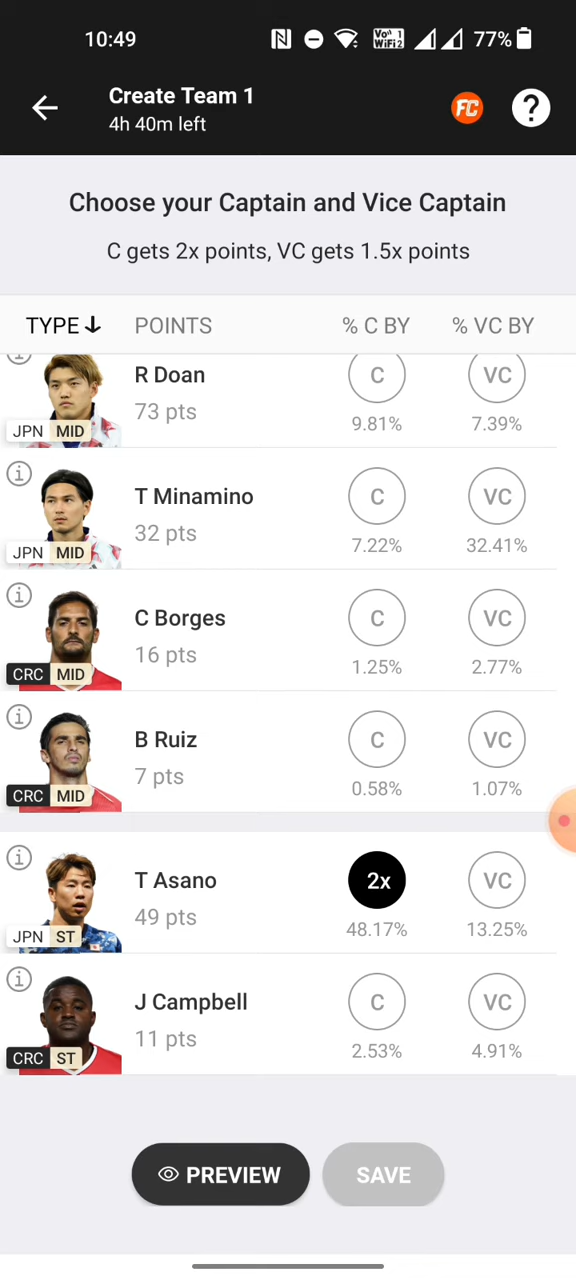 10:49
Vo)) 1
WiFi 2
77%
Create Team 1
4h 40m left
FC
?
Choose your Captain and Vice Captain
C gets 2x points, VC gets 1.5x points
TYPE POINTS % C BY % VC BY
R Doan C VC
73 pts 9.81% 7.39%
JPN MID
T Minamino C VC
32 pts 7.22% 32.41%
JPN MID
C Borges C VC
16 pts 1.25% 2.77%
CRC MID
B Ruiz C VC
7 pts 0.58% 1.07%
CRC MID
T Asano 2x VC
49 pts 48.17% 13.25%
JPN ST
J Campbell C VC
11 pts 2.53% 4.91%
CRC ST
PREVIEW SAVE